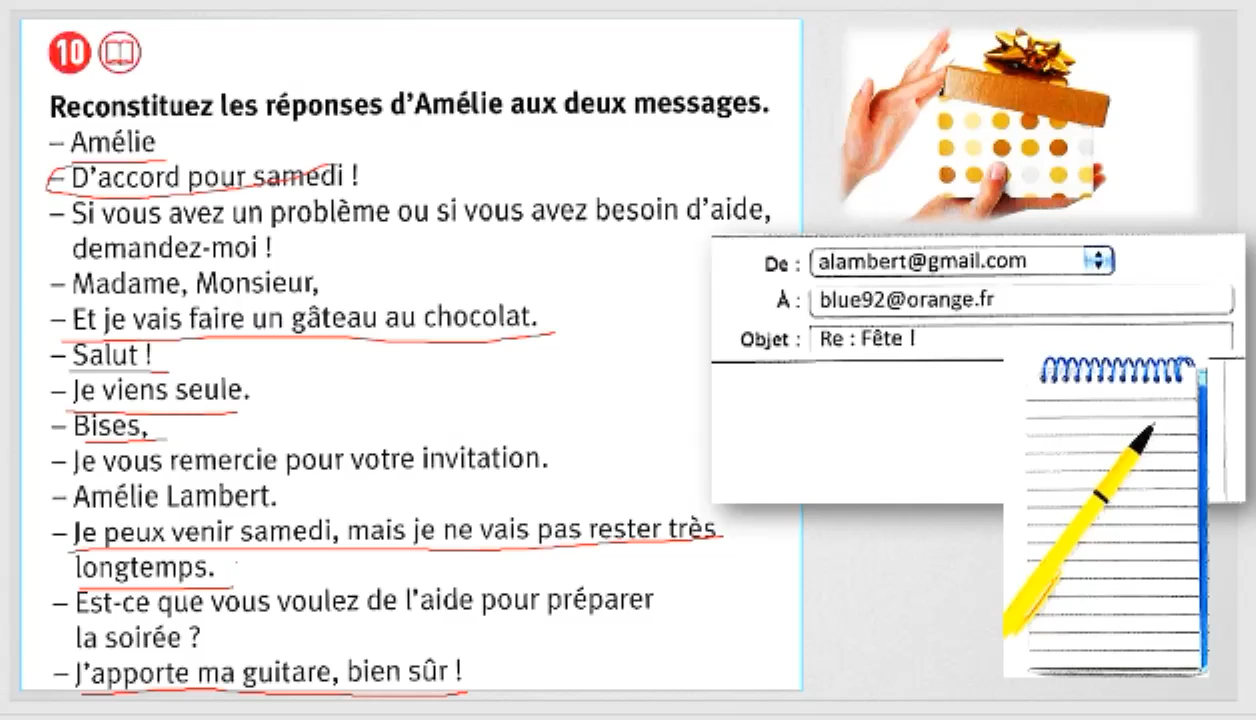 10
Reconstituez les réponses d'Amélie aux deux messages.
– Amélie
– D'accord pour samedi !
– Si vous avez un problème ou si vous avez besoin d'aide,
demandez-moi !
– Madame, Monsieur,
– Et je vais faire un gâteau au chocolat.
– Salut !
– Je viens seule.
– Bises,
– Je vous remercie pour votre invitation.
– Amélie Lambert.
– Je peux venir samedi, mais je ne vais pas rester très
longtemps.
– Est-ce que vous voulez de l'aide pour préparer
la soirée ?
– J'apporte ma guitare, bien sûr !
De : alambert@gmail.com
À : blue92@orange.fr
Objet : Re : Fête !